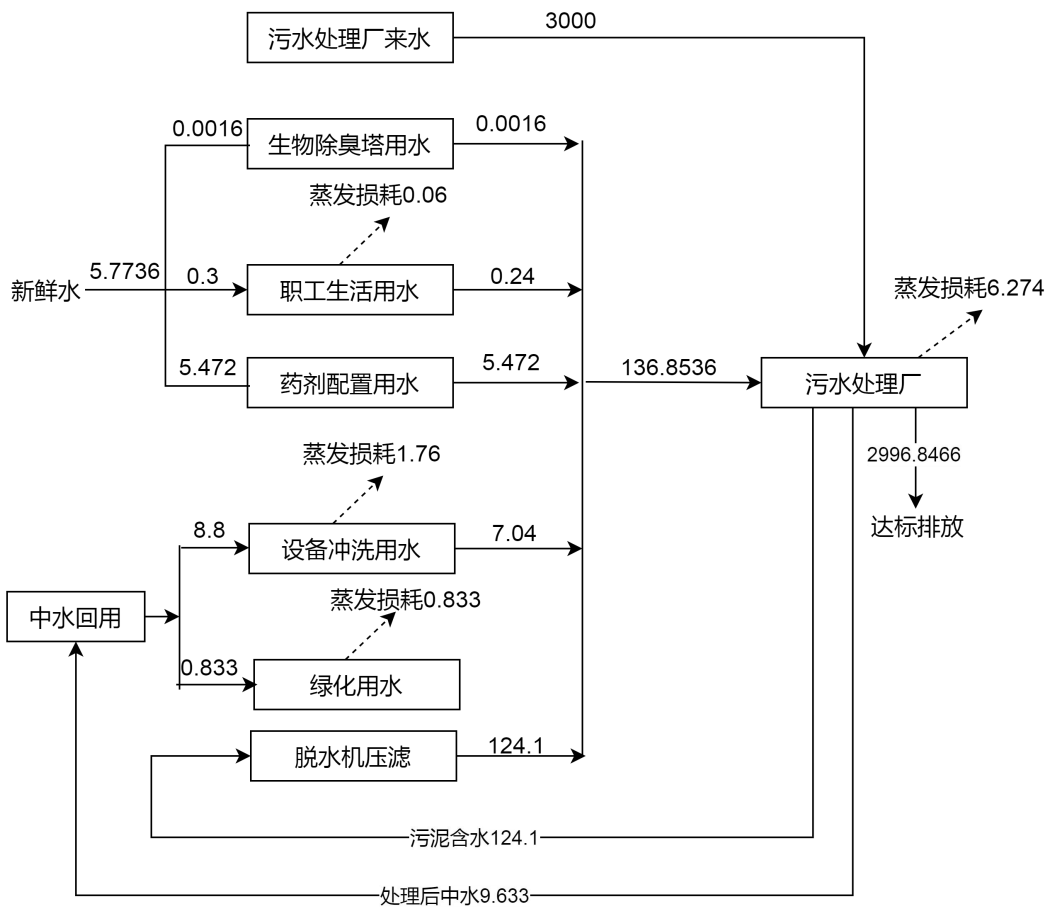 3000
污水处理厂来水
0.0016
生物除臭塔用水
0.0016
蒸发损耗0.06
新鲜水
5.7736
0.3
职工生活用水
0.24
蒸发损耗6.274
5.472
药剂配置用水
5.472
136.8536
污水处理厂
蒸发损耗1.76
2996.8466
达标排放
8.8
设备冲洗用水
7.04
蒸发损耗0.833
中水回用
0.833
绿化用水
脱水机压滤
124.1
污泥含水124.1
处理后中水9.633